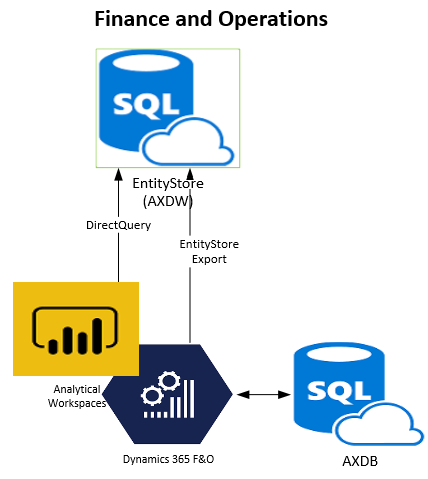 Finance and Operations
SQL
EntityStore
(AXDW)
DirectQuery
EntityStore
Export
Analytical
Workspaces
SQL
Dynamics 365 F&O
AXDB